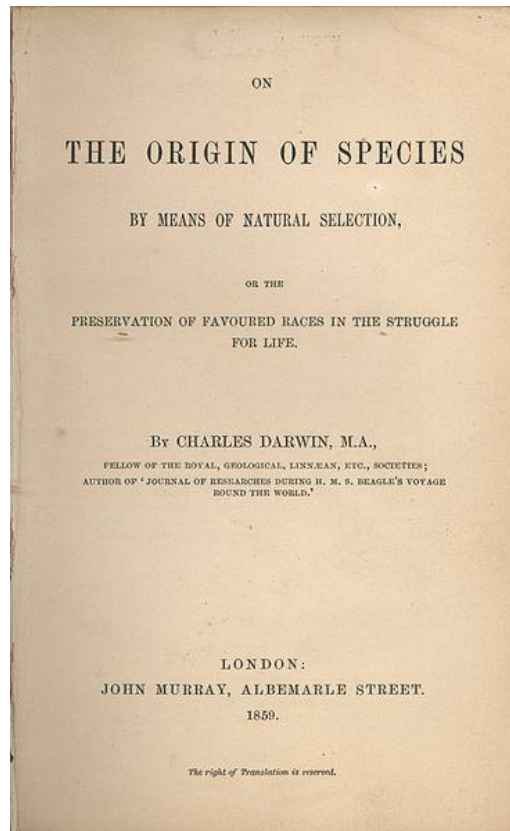 ON
THE ORIGIN OF SPECIES
BY MEANS OF NATURAL SELECTION,
OR THE
PRESERVATION OF FAVOURED RACES IN THE STRUGGLE
FOR LIFE.
BY CHARLES DARWIN, M.A.,
FELLOW OF THE ROYAL, GEOLOGICAL, LINNÆAN, ETC., SOCIETIES;
AUTHOR OF ‘JOURNAL OF RESEARCHES DURING H. M. S. BEAGLE’S VOYAGE
ROUND THE WORLD.’
LONDON:
JOHN MURRAY, ALBEMARLE STREET.
1859.
The right of Translation is reserved.